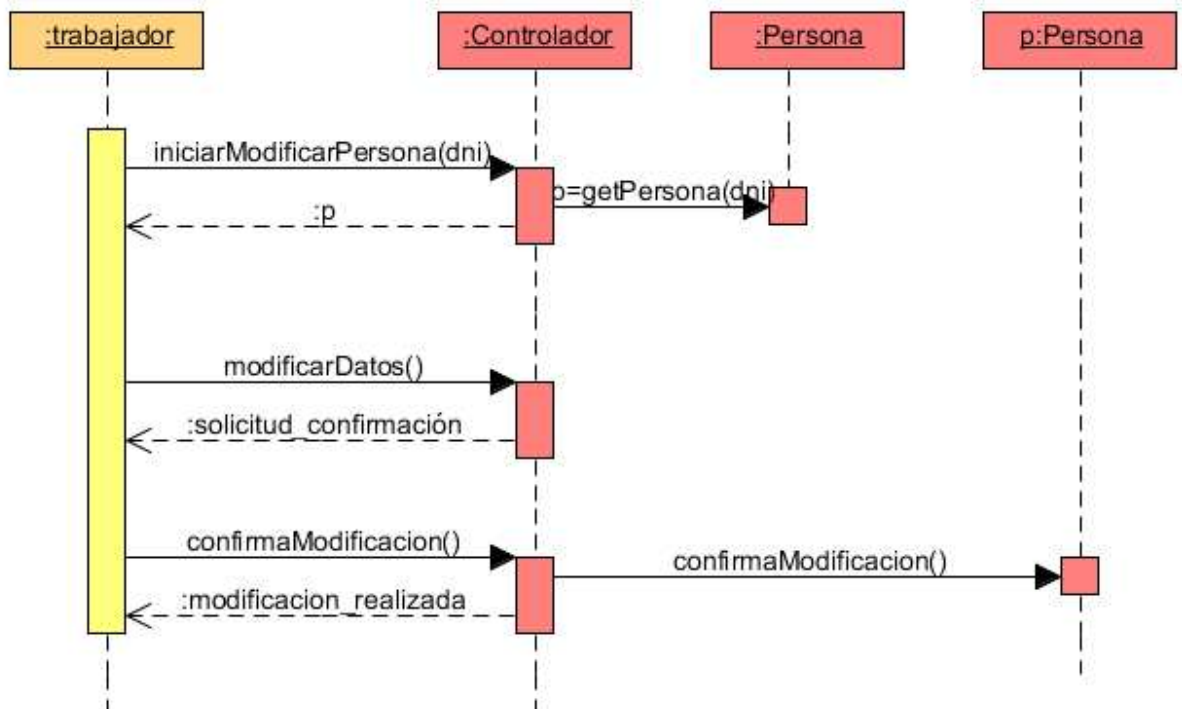 :trabajador
:Controlador
:Persona
p:Persona
iniciarModificarPersona(dni)
p=getPersona(dni)
:p
modificarDatos()
:solicitud_confirmación
confirmaModificacion()
confirmaModificacion()
:modificacion_realizada